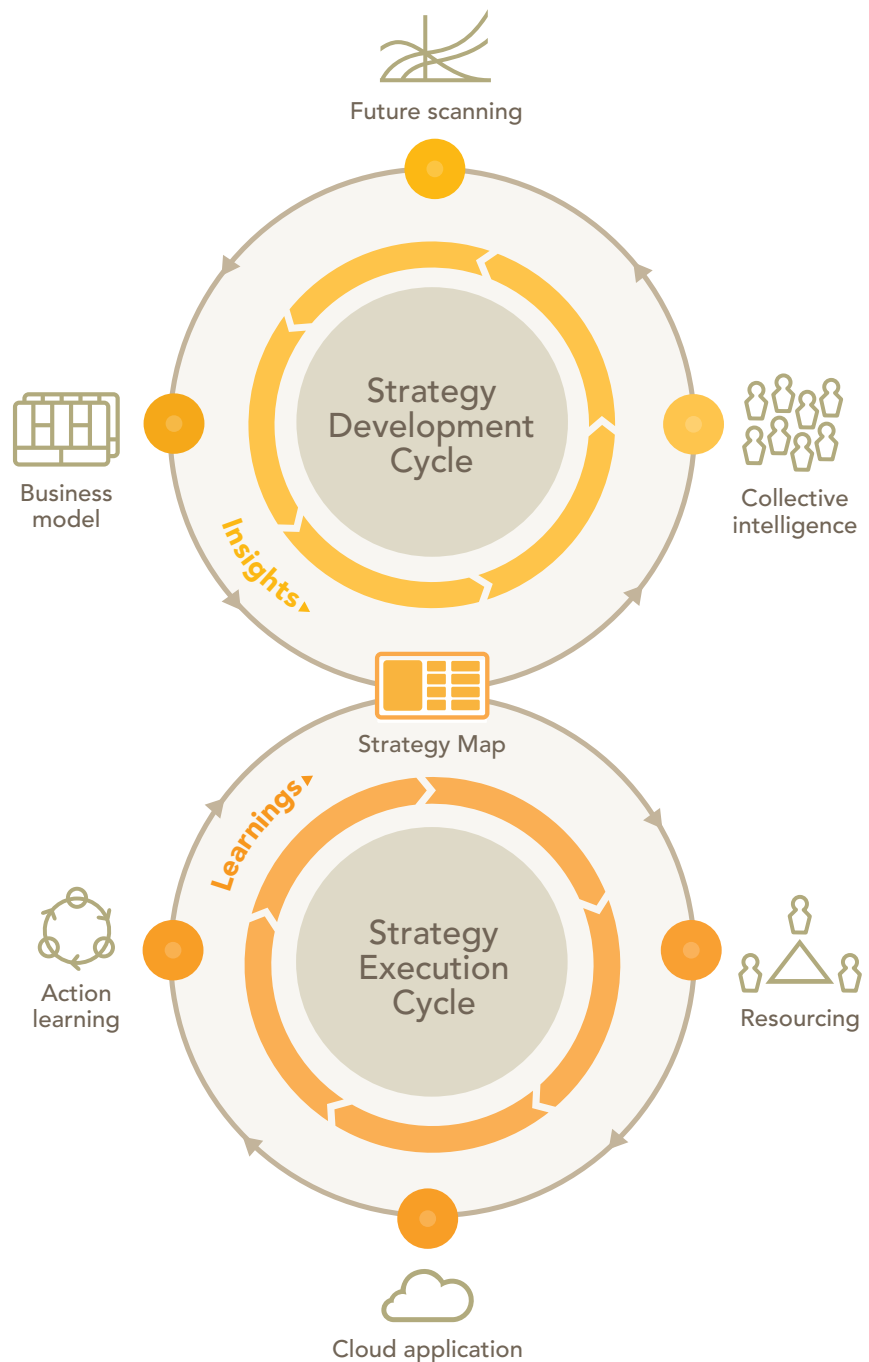 Future scanning
Strategy
Development
Cycle
Business
model
Collective
intelligence
Insights
Strategy Map
Learnings
Strategy
Execution
Cycle
Action
learning
Resourcing
Cloud application